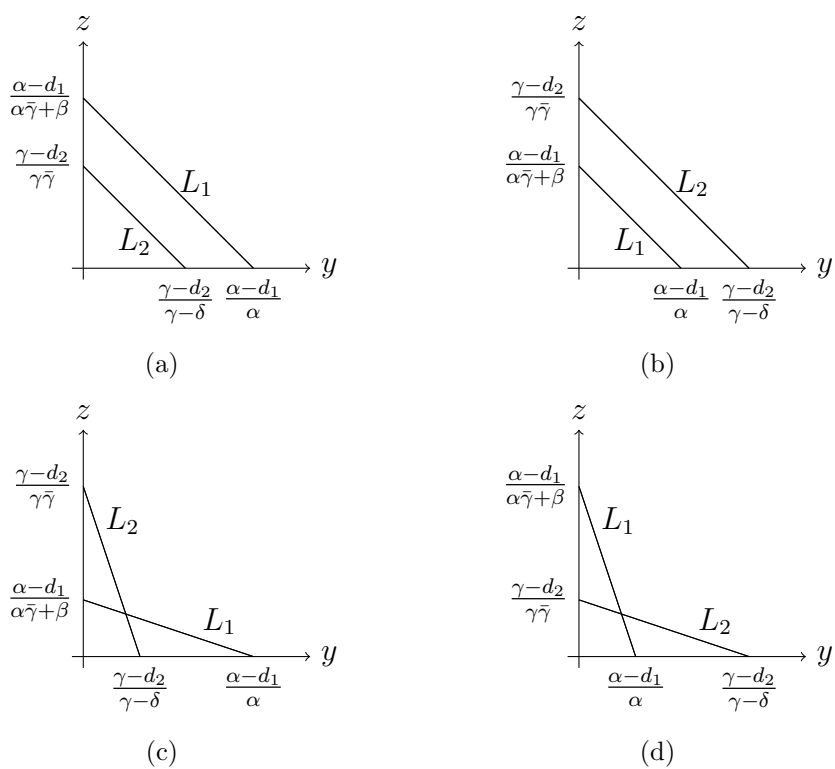 z z
α−d₁/αγ̄+β γ−d₂/γγ̄
γ−d₂/γγ̄ L₁ α−d₁/αγ̄+β L₂
L₂ L₁
y y
γ−d₂/γ−δ α−d₁/α α−d₁/α γ−d₂/γ−δ
(a) (b)
z z
γ−d₂/γγ̄ α−d₁/αγ̄+β
L₂ L₁
α−d₁/αγ̄+β L₁ γ−d₂/γγ̄ L₂
y y
γ−d₂/γ−δ α−d₁/α α−d₁/α γ−d₂/γ−δ
(c) (d)